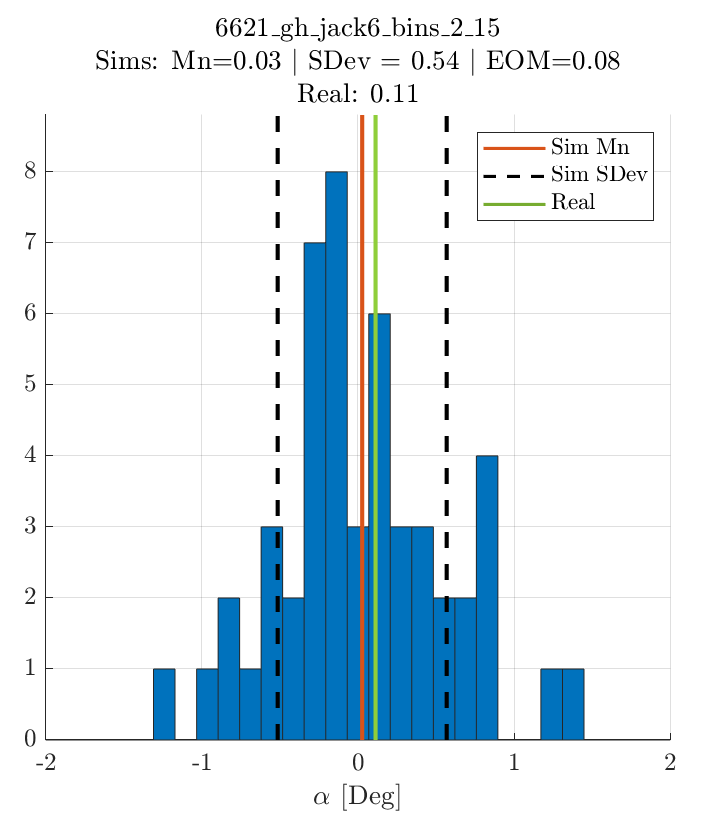 6621_gh_jack6_bins_2_15
Sims: Mn=0.03 | SDev = 0.54 | EOM=0.08
Real: 0.11
Sim Mn
Sim SDev
Real
8
7
6
5
4
3
2
1
0
-2
-1
0
1
2
α [Deg]